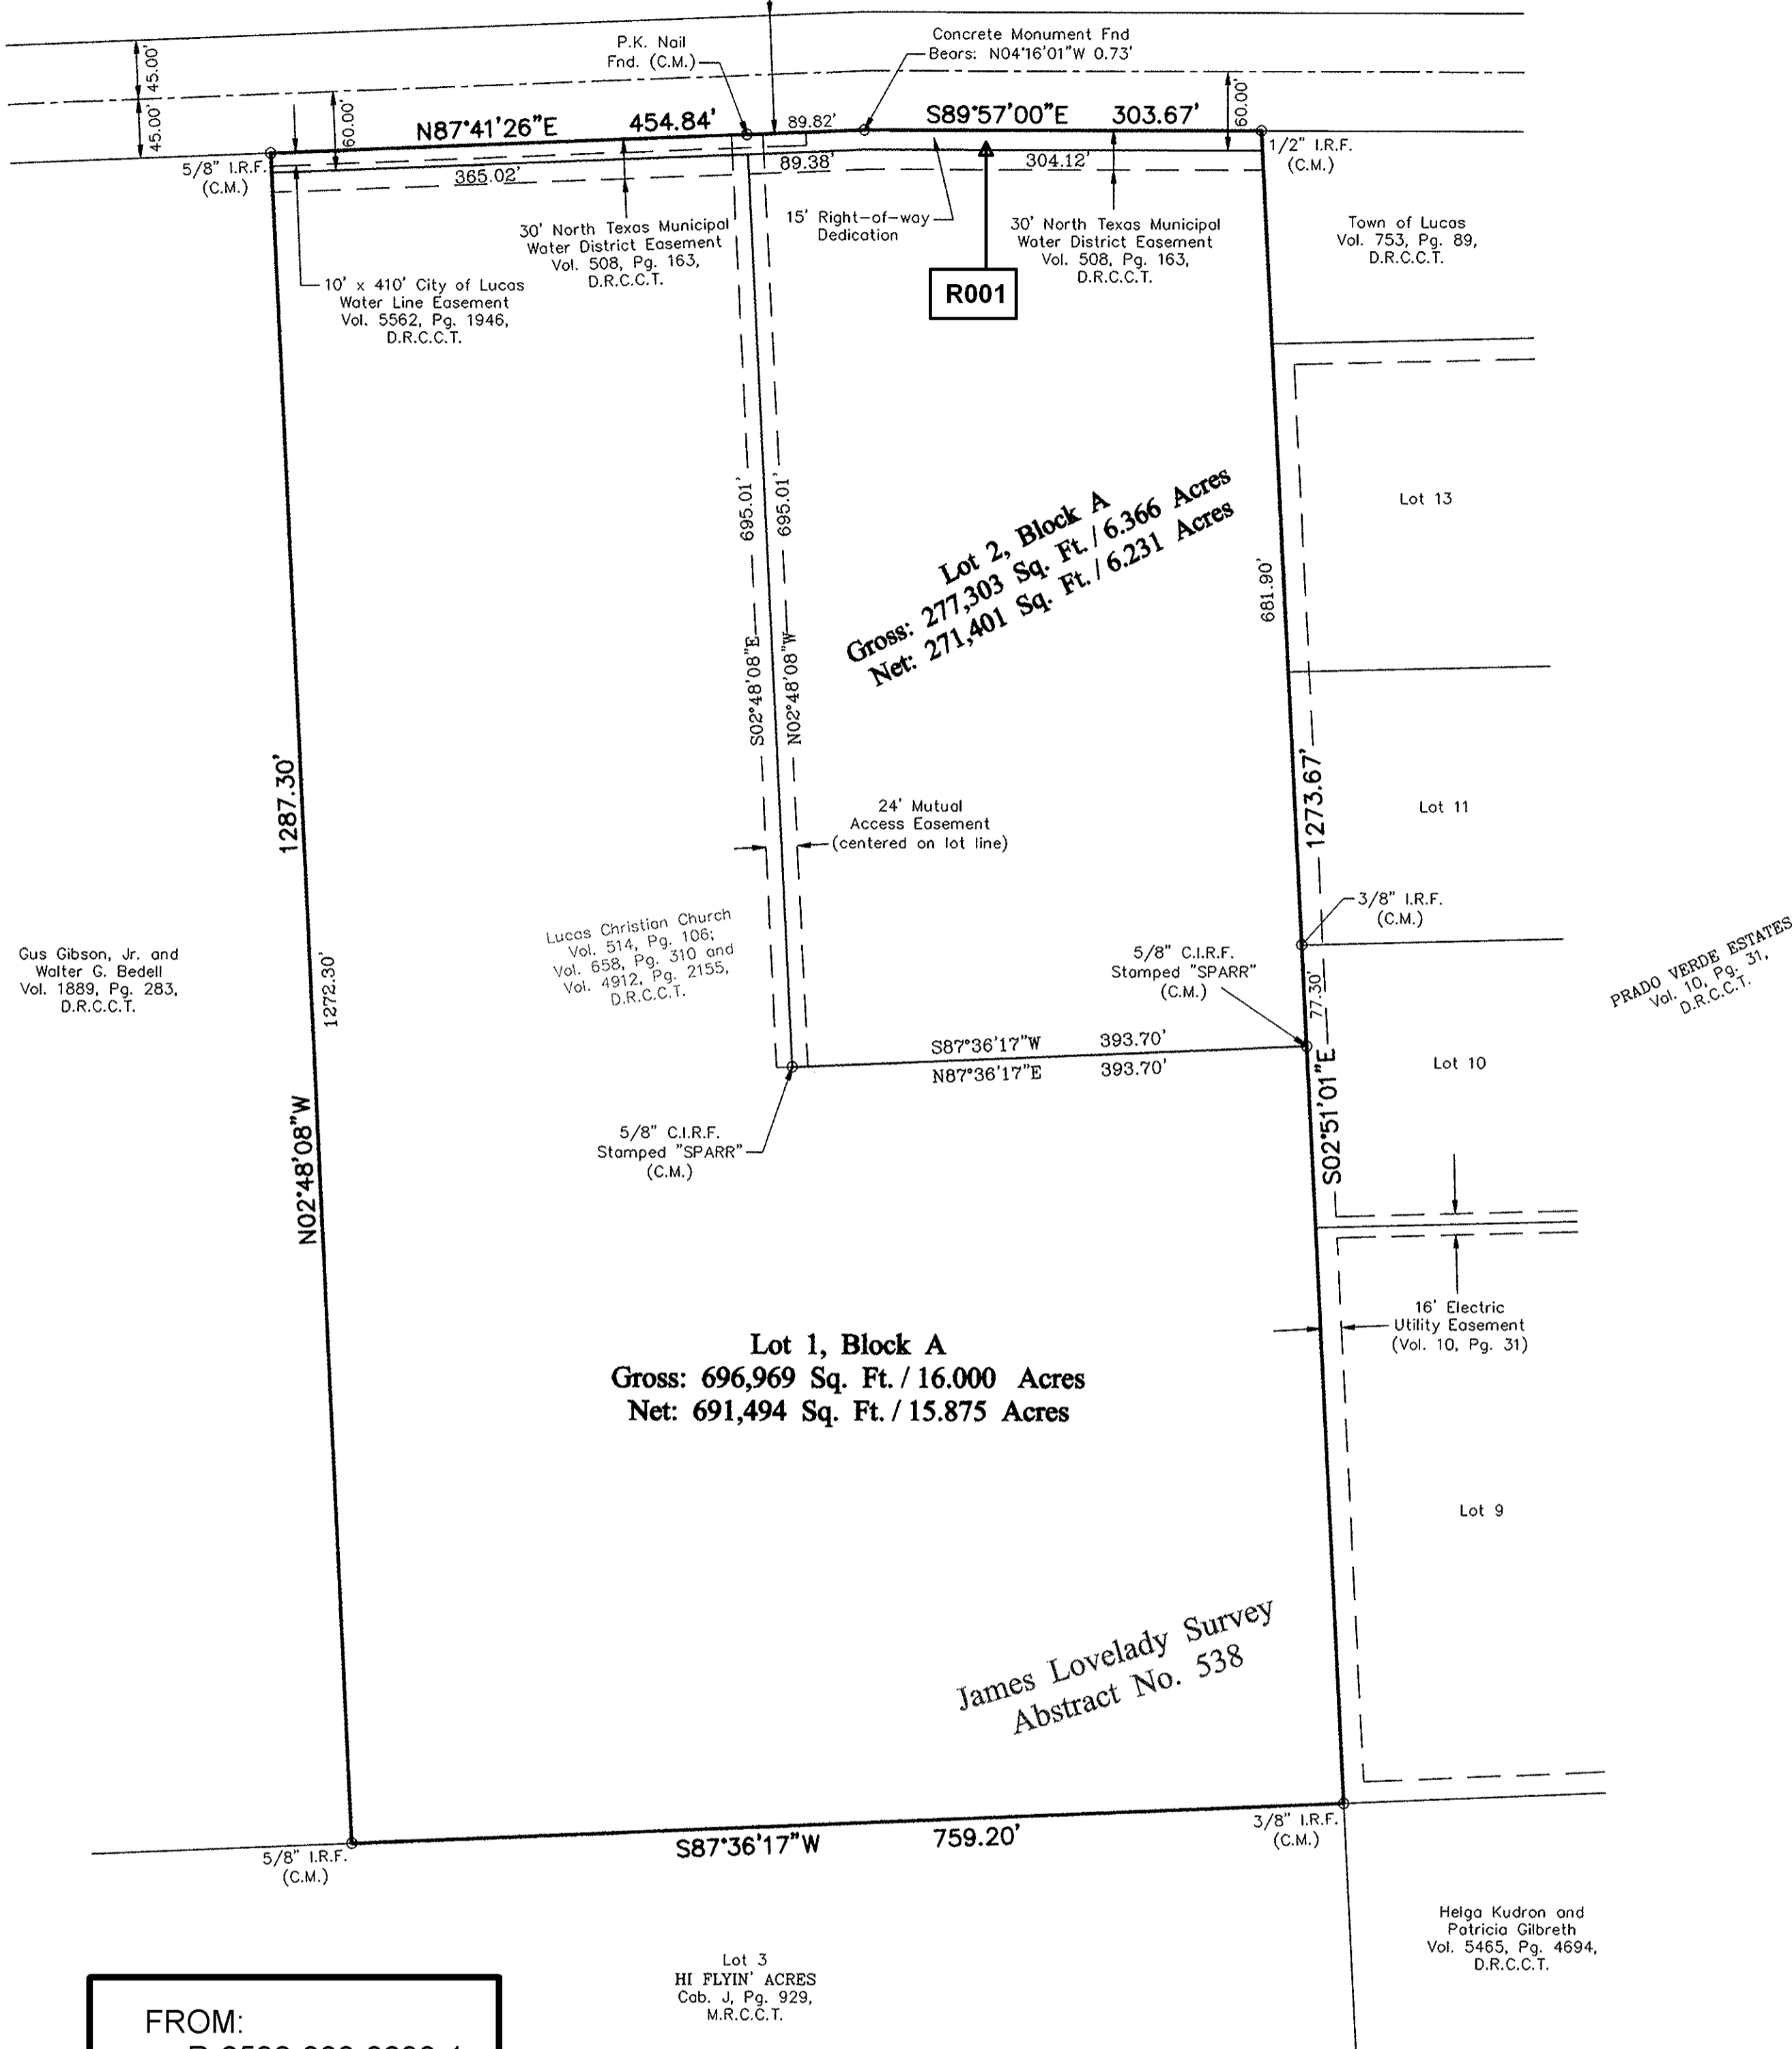 P.K. Nail
Fnd. (C.M.)
Concrete Monument Fnd
Bears: N04°16'01"W 0.73'
45.00'
45.00'
60.00'
60.00'
N87°41'26"E 454.84'
89.82'
S89°57'00"E 303.67'
5/8" I.R.F.
(C.M.)
365.02'
89.38'
304.12'
1/2" I.R.F.
(C.M.)
30' North Texas Municipal
Water District Easement
Vol. 508, Pg. 163,
D.R.C.C.T.
15' Right-of-way
Dedication
30' North Texas Municipal
Water District Easement
Vol. 508, Pg. 163,
D.R.C.C.T.
Town of Lucas
Vol. 753, Pg. 89,
D.R.C.C.T.
10' x 410' City of Lucas
Water Line Easement
Vol. 5562, Pg. 1946,
D.R.C.C.T.
R001
S02°48'08"E 695.01'
N02°48'08"W 695.01'
Lot 2, Block A
Gross: 277,303 Sq. Ft. / 6.366 Acres
Net: 271,401 Sq. Ft. / 6.231 Acres
681.90'
Lot 13
N02°48'08"W 1287.30'
1272.30'
24' Mutual
Access Easement
(centered on lot line)
S02°51'01"E 1273.67'
Lot 11
3/8" I.R.F.
(C.M.)
Lucas Christian Church
Vol. 514, Pg. 106;
Vol. 658, Pg. 310 and
Vol. 4912, Pg. 2155,
D.R.C.C.T.
Gus Gibson, Jr. and
Walter G. Bedell
Vol. 1889, Pg. 283,
D.R.C.C.T.
5/8" C.I.R.F.
Stamped "SPARR"
(C.M.)
77.30'
PRADO VERDE ESTATES
Vol. 10, Pg. 31,
D.R.C.C.T.
S87°36'17"W 393.70'
N87°36'17"E 393.70'
Lot 10
5/8" C.I.R.F.
Stamped "SPARR"
(C.M.)
16' Electric
Utility Easement
(Vol. 10, Pg. 31)
Lot 1, Block A
Gross: 696,969 Sq. Ft. / 16.000 Acres
Net: 691,494 Sq. Ft. / 15.875 Acres
Lot 9
James Lovelady Survey
Abstract No. 538
5/8" I.R.F.
(C.M.)
S87°36'17"W 759.20'
3/8" I.R.F.
(C.M.)
Helga Kudron and
Patricia Gilbreth
Vol. 5465, Pg. 4694,
D.R.C.C.T.
Lot 3
HI FLYIN' ACRES
Cab. J, Pg. 929,
M.R.C.C.T.
FROM: